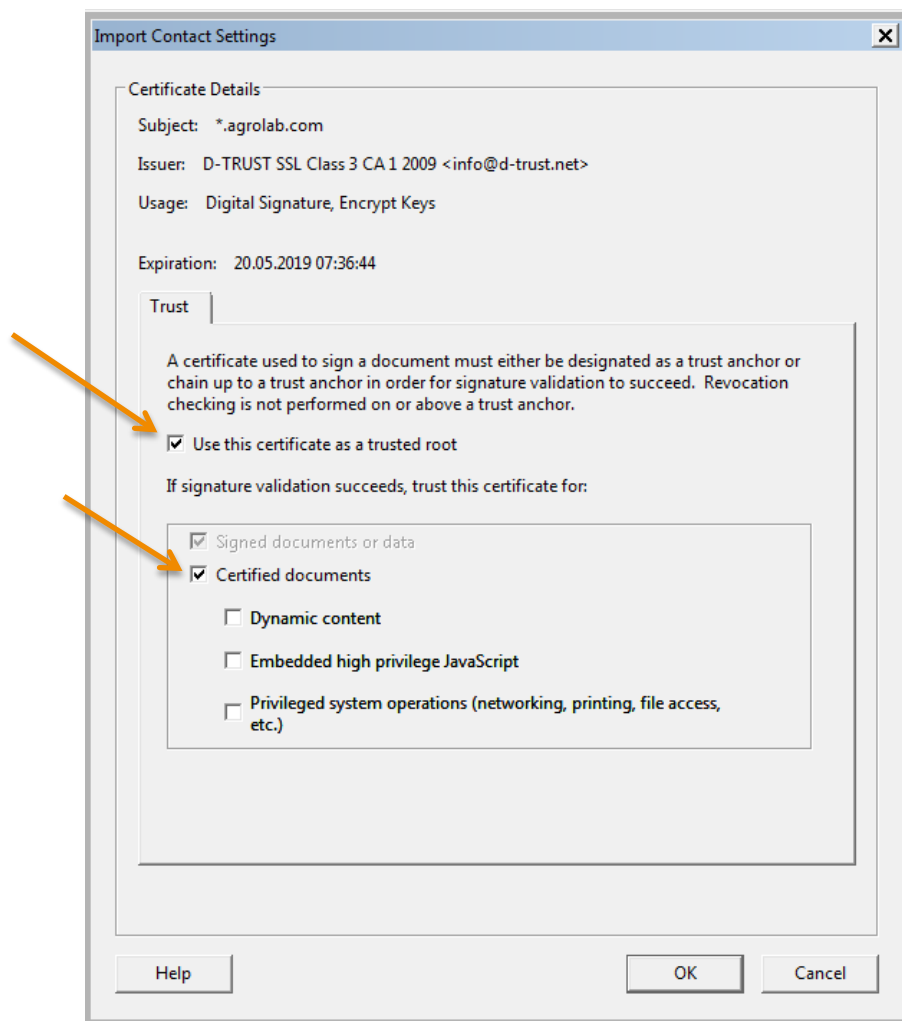 Import Contact Settings
Certificate Details
Subject: *.agrolab.com
Issuer: D-TRUST SSL Class 3 CA 1 2009 <info@d-trust.net>
Usage: Digital Signature, Encrypt Keys
Expiration: 20.05.2019 07:36:44
Trust
A certificate used to sign a document must either be designated as a trust anchor or
chain up to a trust anchor in order for signature validation to succeed. Revocation
checking is not performed on or above a trust anchor.
Use this certificate as a trusted root
If signature validation succeeds, trust this certificate for:
Signed documents or data
Certified documents
Dynamic content
Embedded high privilege JavaScript
Privileged system operations (networking, printing, file access,
etc.)
Help
OK
Cancel